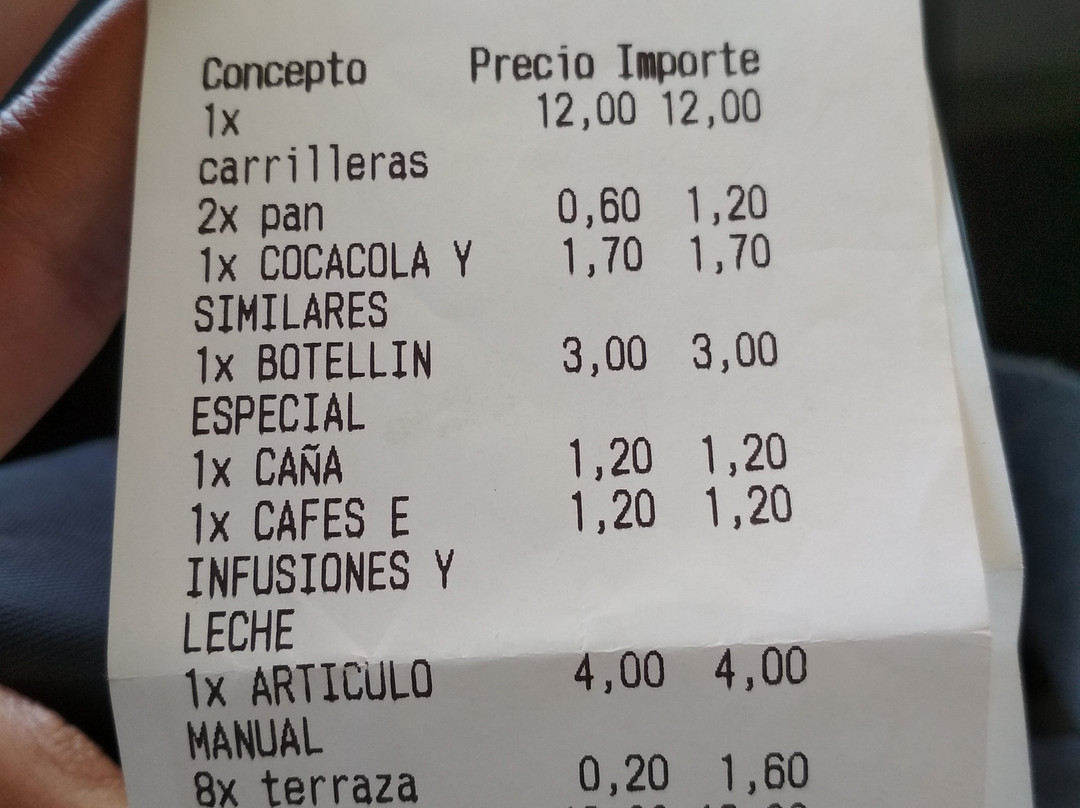 Concepto Precio Importe
1x 12,00 12,00
carrilleras
2x pan 0,60 1,20
1x COCACOLA Y 1,70 1,70
SIMILARES
1x BOTELLIN 3,00 3,00
ESPECIAL
1x CAÑA 1,20 1,20
1x CAFES E 1,20 1,20
INFUSIONES Y
LECHE
1x ARTICULO 4,00 4,00
MANUAL
8x terraza 0,20 1,60